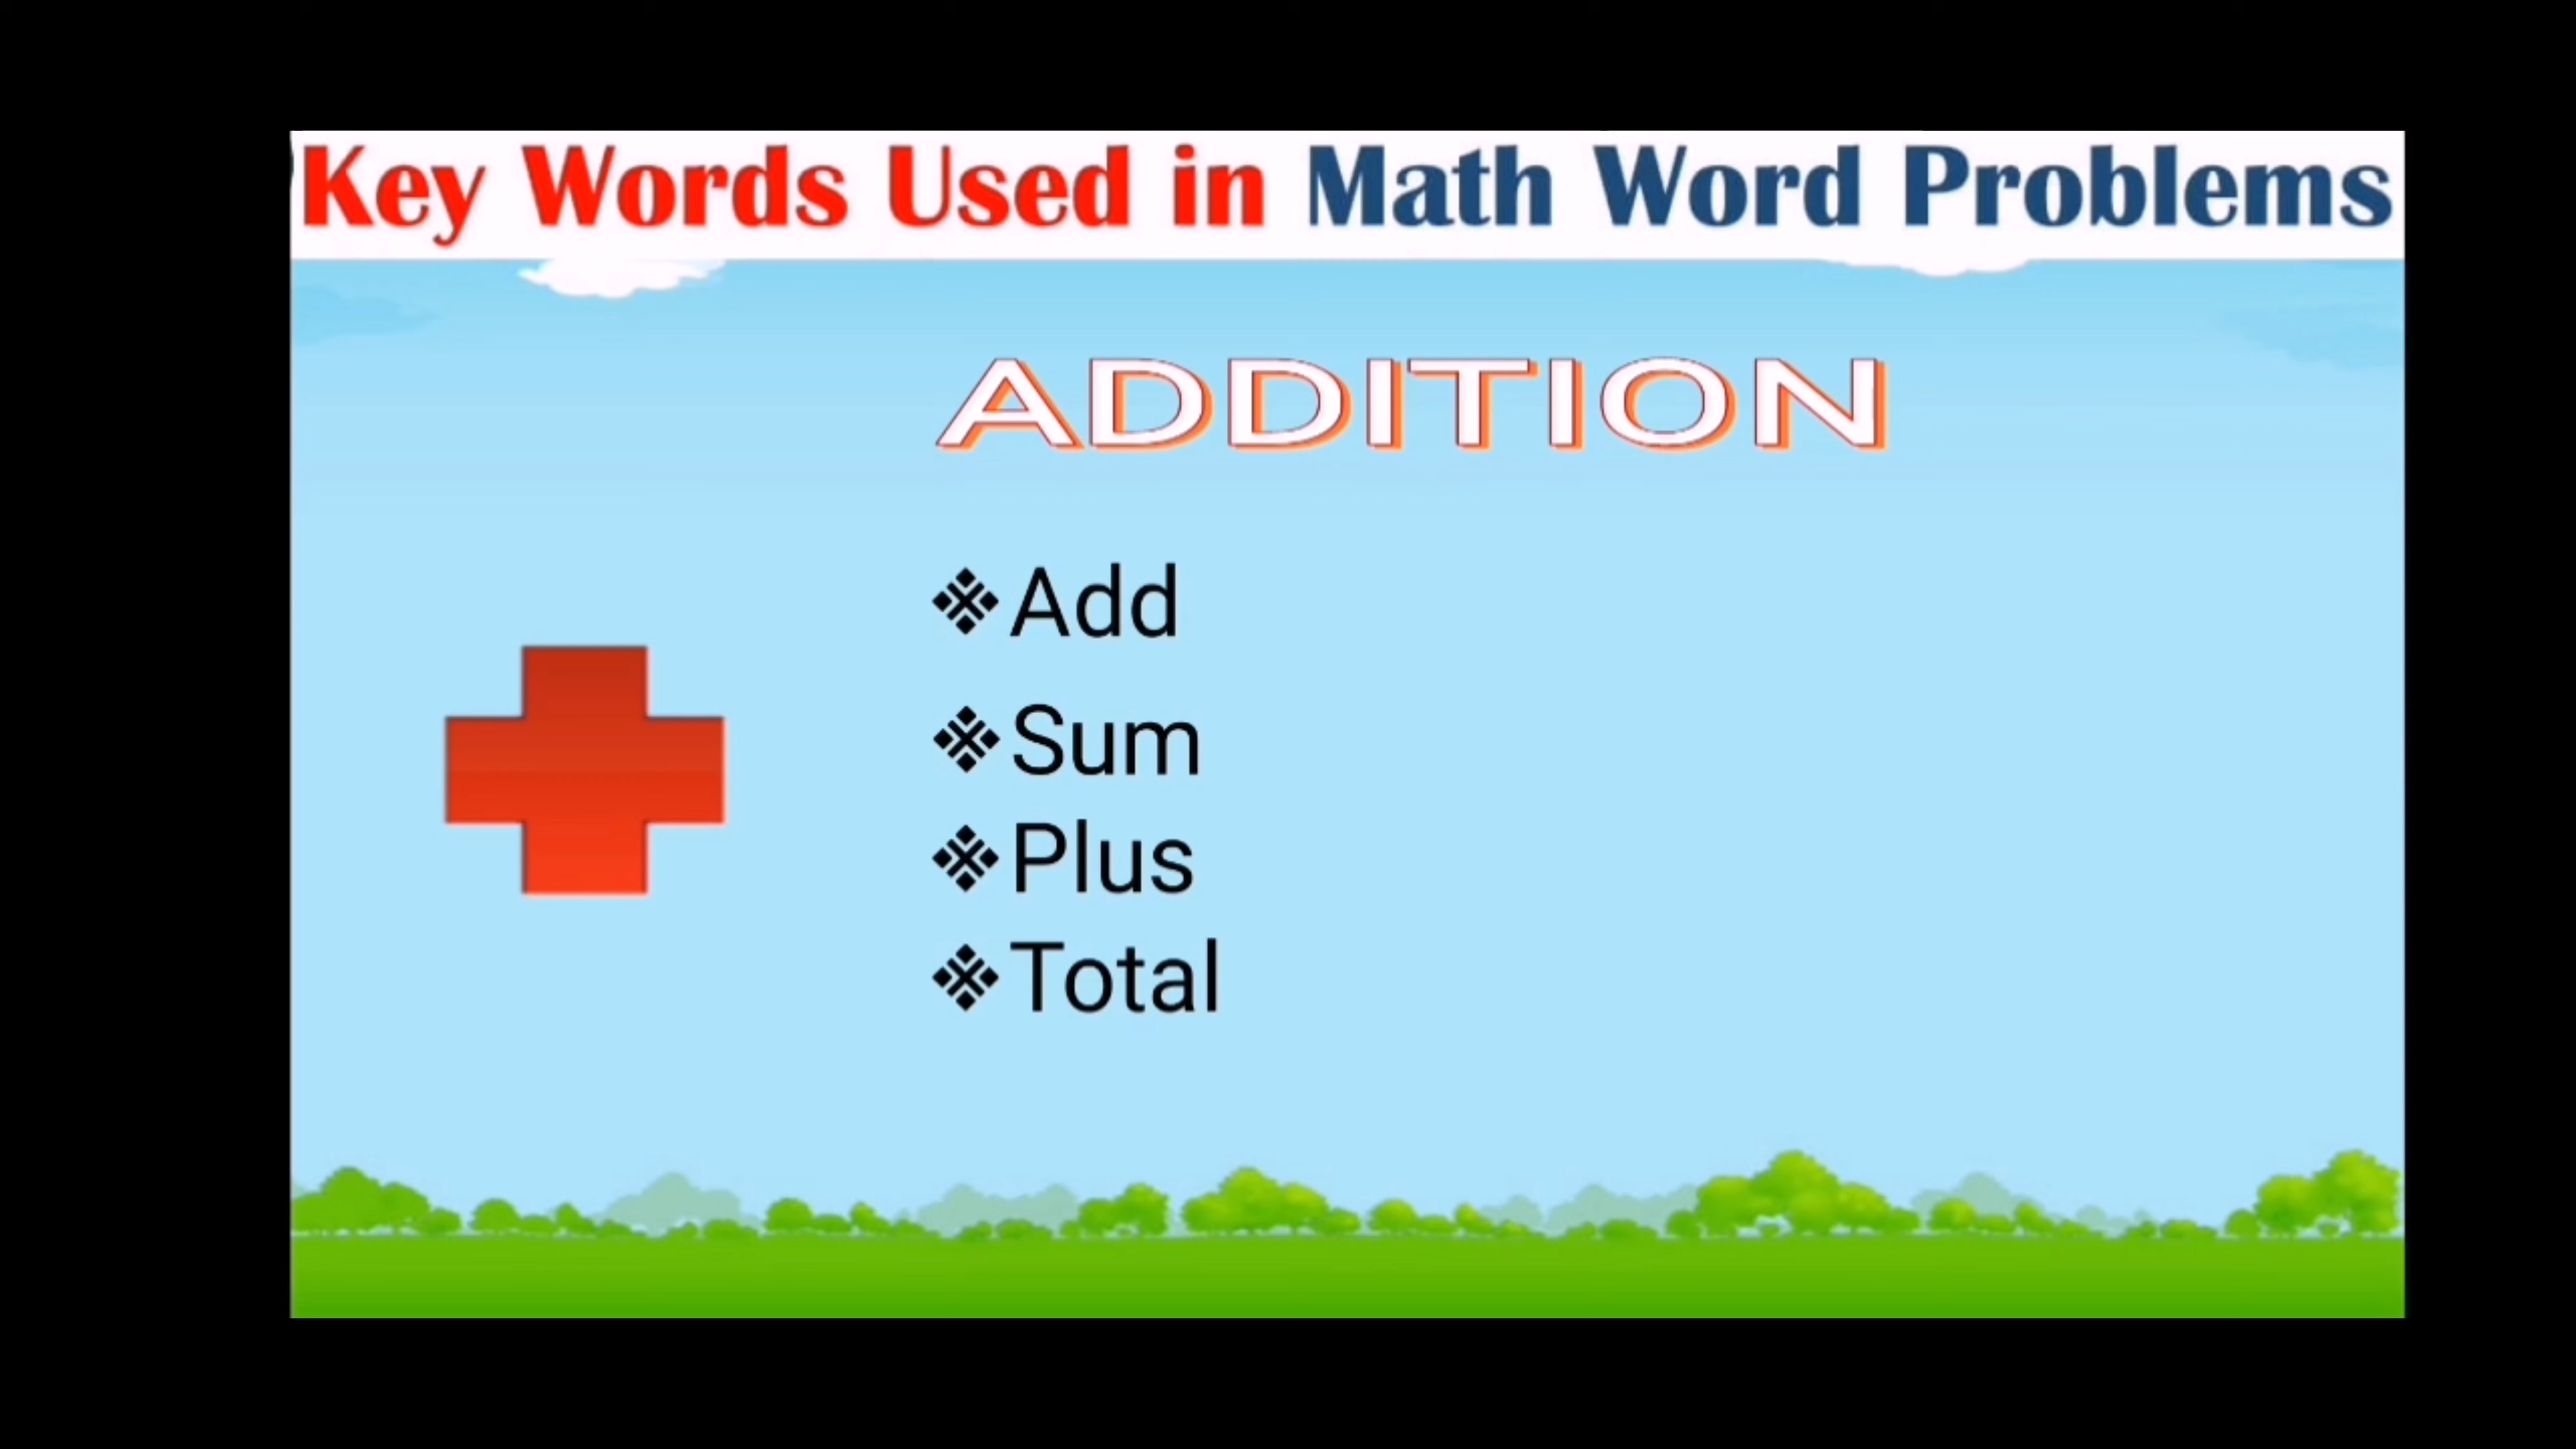 Key Words Used in Math Word Problems
ADDITION
❖Add
❖Sum
❖Plus
❖Total